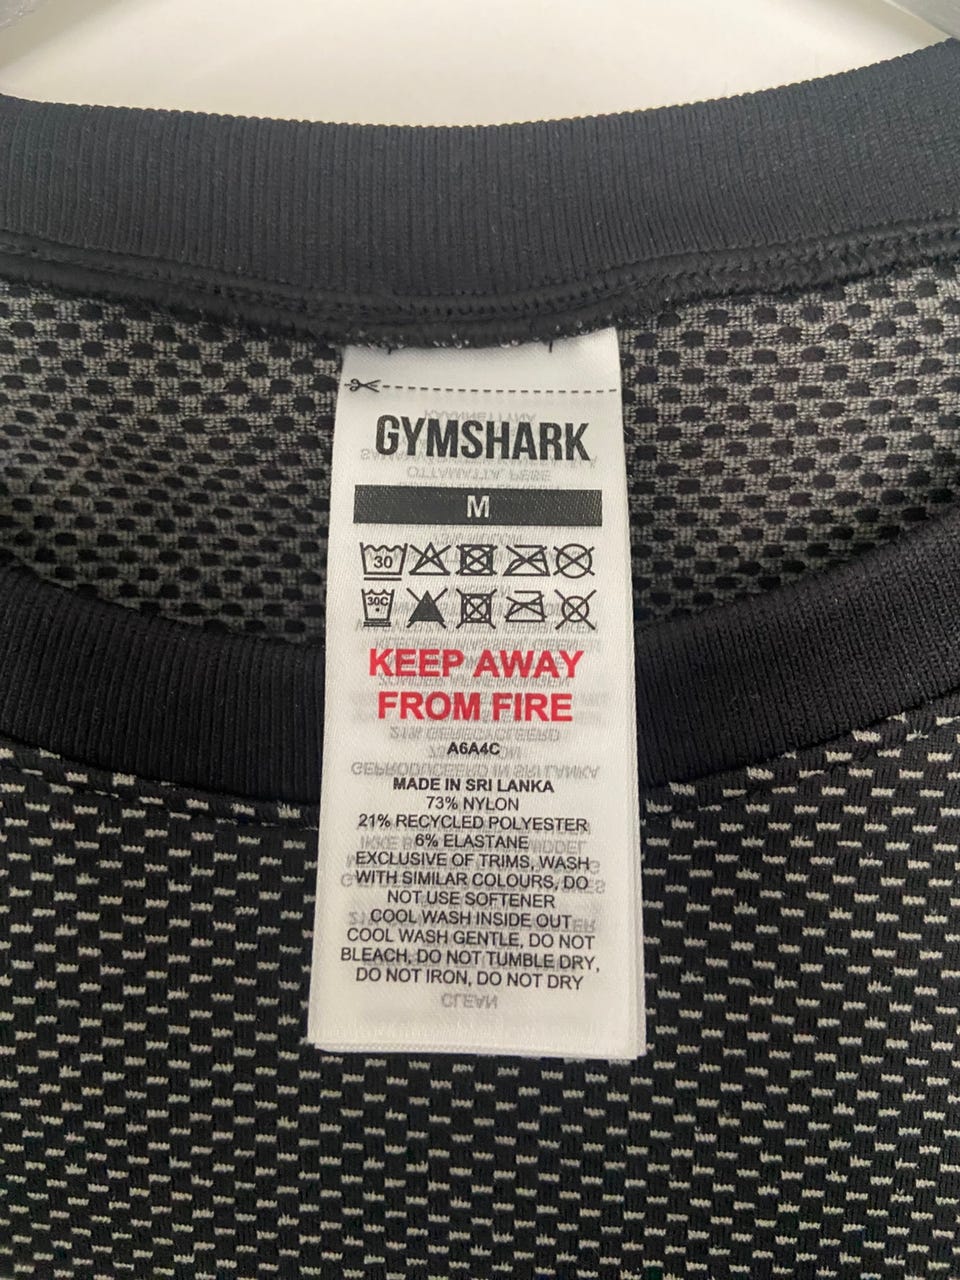 GYMSHARK
M
30
30C
KEEP AWAY
FROM FIRE
A6A4C
MADE IN SRI LANKA
73% NYLON
21% RECYCLED POLYESTER
6% ELASTANE
EXCLUSIVE OF TRIMS, WASH
WITH SIMILAR COLOURS, DO
NOT USE SOFTENER
COOL WASH INSIDE OUT
COOL WASH GENTLE, DO NOT
BLEACH, DO NOT TUMBLE DRY,
DO NOT IRON, DO NOT DRY